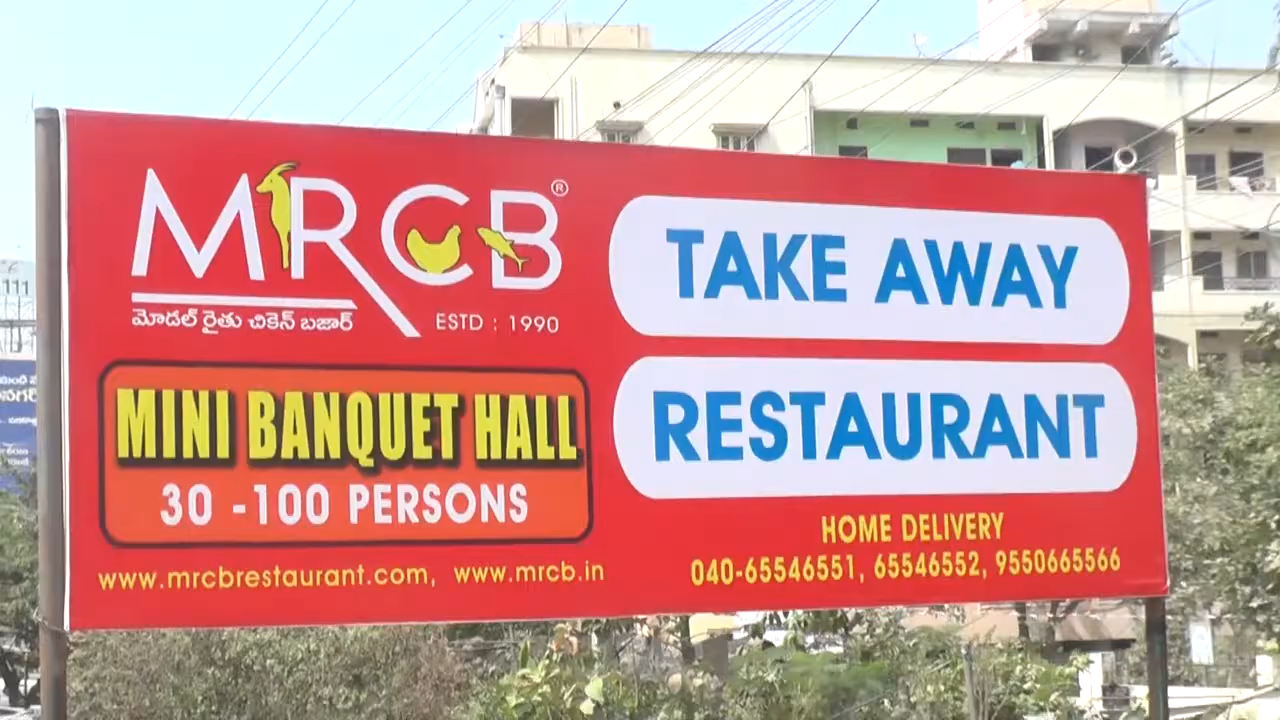 MRCB®
మోడల్ రైతు చికెన్ బజార్
ESTD : 1990
MINI BANQUET HALL
30 -100 PERSONS
www.mrcbrestaurant.com, www.mrcb.in
TAKE AWAY
RESTAURANT
HOME DELIVERY
040-65546551, 65546552, 9550665566